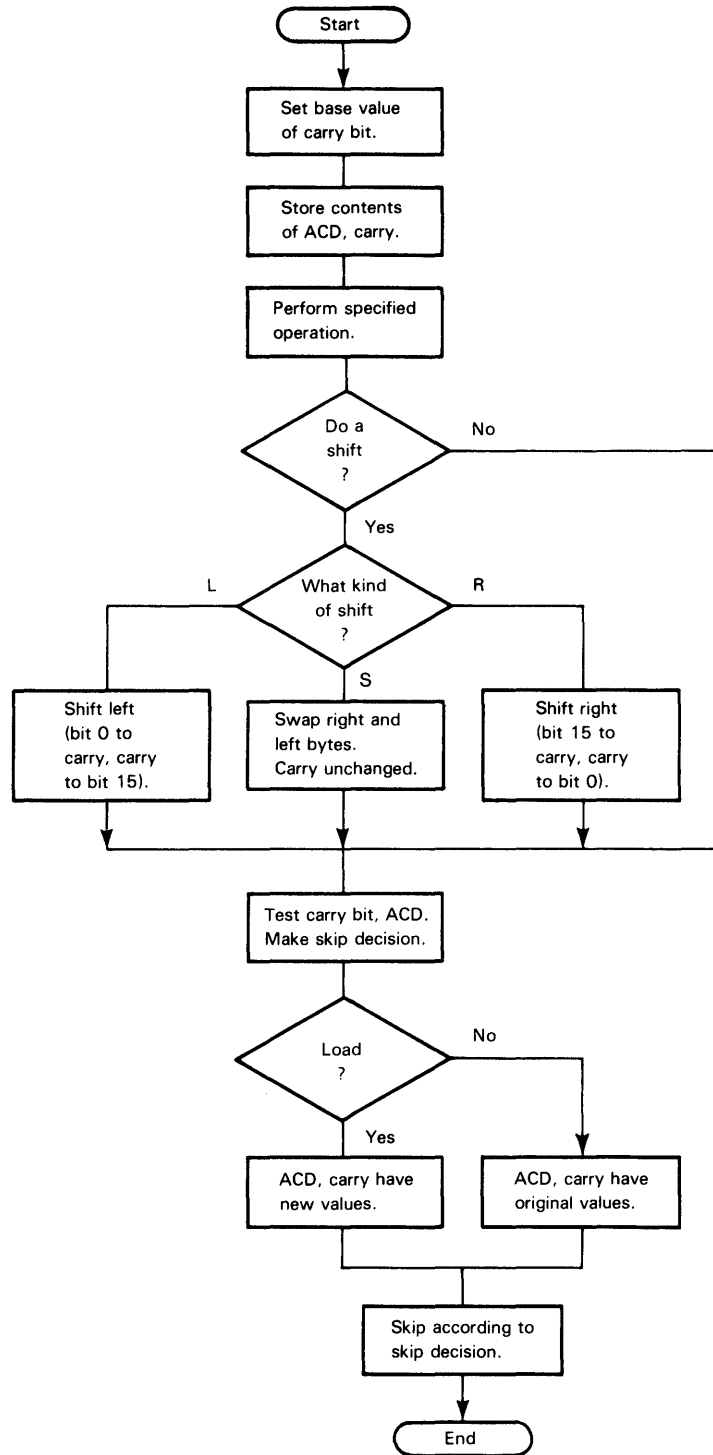 Start
Set base value
of carry bit.
Store contents
of ACD, carry.
Perform specified
operation.
Do a
shift
?
No
Yes
L
What kind
of shift
?
R
S
Shift left
(bit 0 to
carry, carry
to bit 15).
Swap right and
left bytes.
Carry unchanged.
Shift right
(bit 15 to
carry, carry
to bit 0).
Test carry bit, ACD.
Make skip decision.
Load
?
No
Yes
ACD, carry have
new values.
ACD, carry have
original values.
Skip according to
skip decision.
End